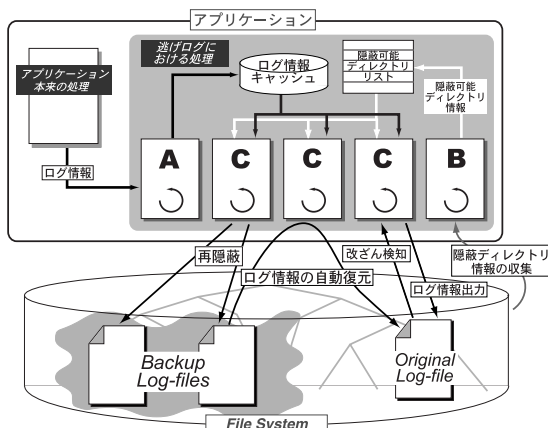 アプリケーション
アプリケーション
本来の処理
逃げログに
おける処理
ログ情報
キャッシュ
隠蔽可能
ディレクトリ
リスト
隠蔽可能
ディレクトリ
情報
ログ情報
A
C
C
C
B
再隠蔽
改ざん検知
隠蔽ディレクトリ
情報の収集
ログ情報の自動復元
ログ情報出力
Backup
Log-files
Original
Log-file
File System